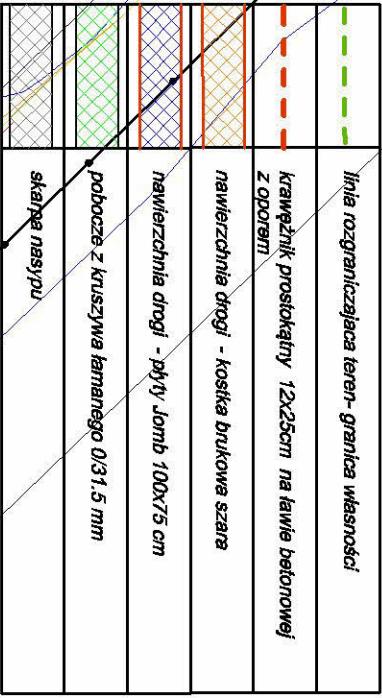 linia rozgraniczajaca teren- granica własności
krawężnik prostokątny 12x25cm na ławie betonowej
z oporem
nawierzchnia drogi - kostka brukowa szara
nawierzchnia drogi - płyty Jomb 100x75 cm
pobocze z kruszywa łamanego 0/31.5 mm
skarpa nasypu